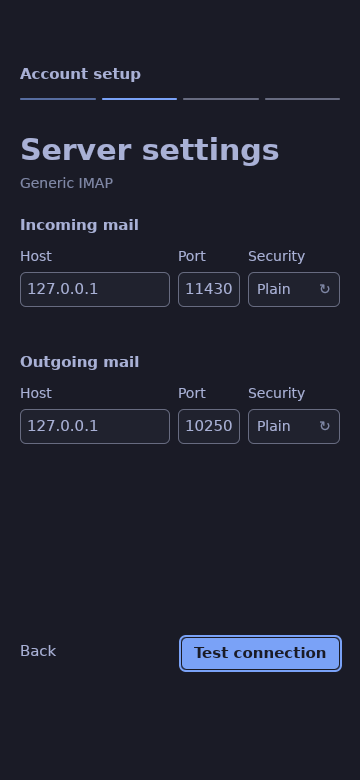 Account setup
Server settings
Generic IMAP
Incoming mail
Host Port Security
127.0.0.1 11430 Plain ↻
Outgoing mail
Host Port Security
127.0.0.1 10250 Plain ↻
Back Test connection